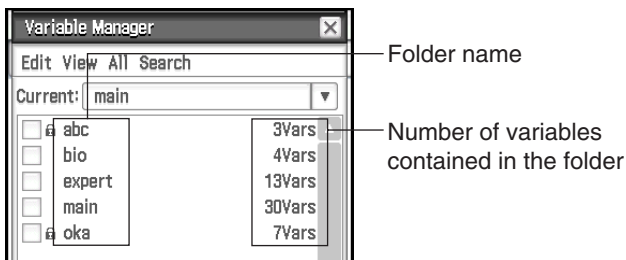 Variable Manager
Edit View All Search
Current: main
abc 3Vars
bio 4Vars
expert 13Vars
main 30Vars
oka 7Vars
Folder name
Number of variables
contained in the folder